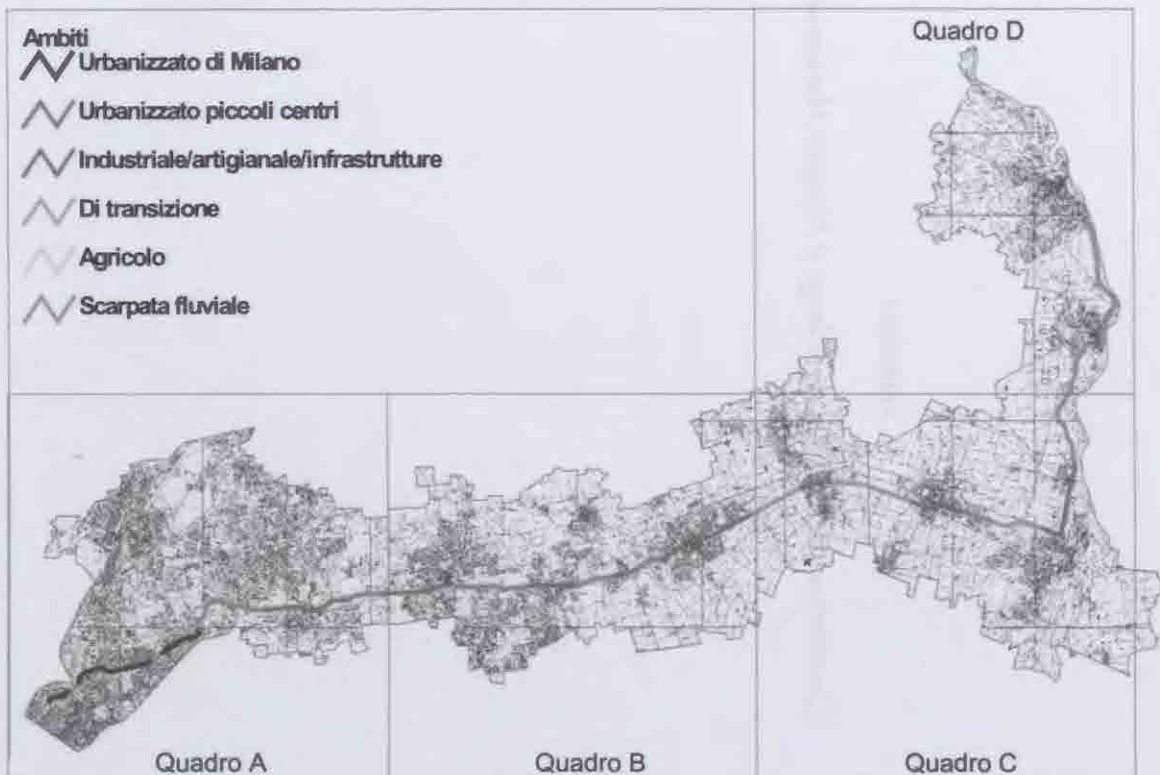 Ambiti
Urbanizzato di Milano
Urbanizzato piccoli centri
Industriale/artigianale/infrastrutture
Di transizione
Agricolo
Scarpata fluviale
Quadro D
Quadro A
Quadro B
Quadro C